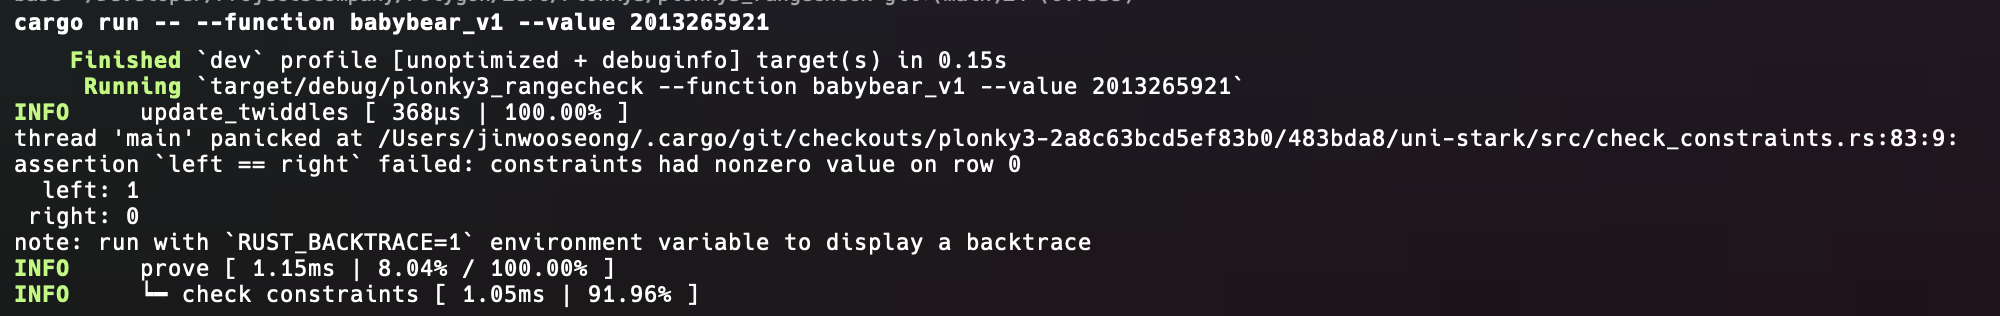 cargo run -- --function babybear_v1 --value 2013265921
Finished `dev` profile [unoptimized + debuginfo] target(s) in 0.15s
Running `target/debug/plonky3_rangecheck --function babybear_v1 --value 2013265921`
INFO update_twiddles [ 368µs | 100.00% ]
thread 'main' panicked at /Users/jinwooseong/.cargo/git/checkouts/plonky3-2a8c63bcd5ef83b0/483bda8/uni-stark/src/check_constraints.rs:83:9:
assertion `left == right` failed: constraints had nonzero value on row 0
left: 1
right: 0
note: run with `RUST_BACKTRACE=1` environment variable to display a backtrace
INFO prove [ 1.15ms | 8.04% / 100.00% ]
INFO ┕━ check constraints [ 1.05ms | 91.96% ]